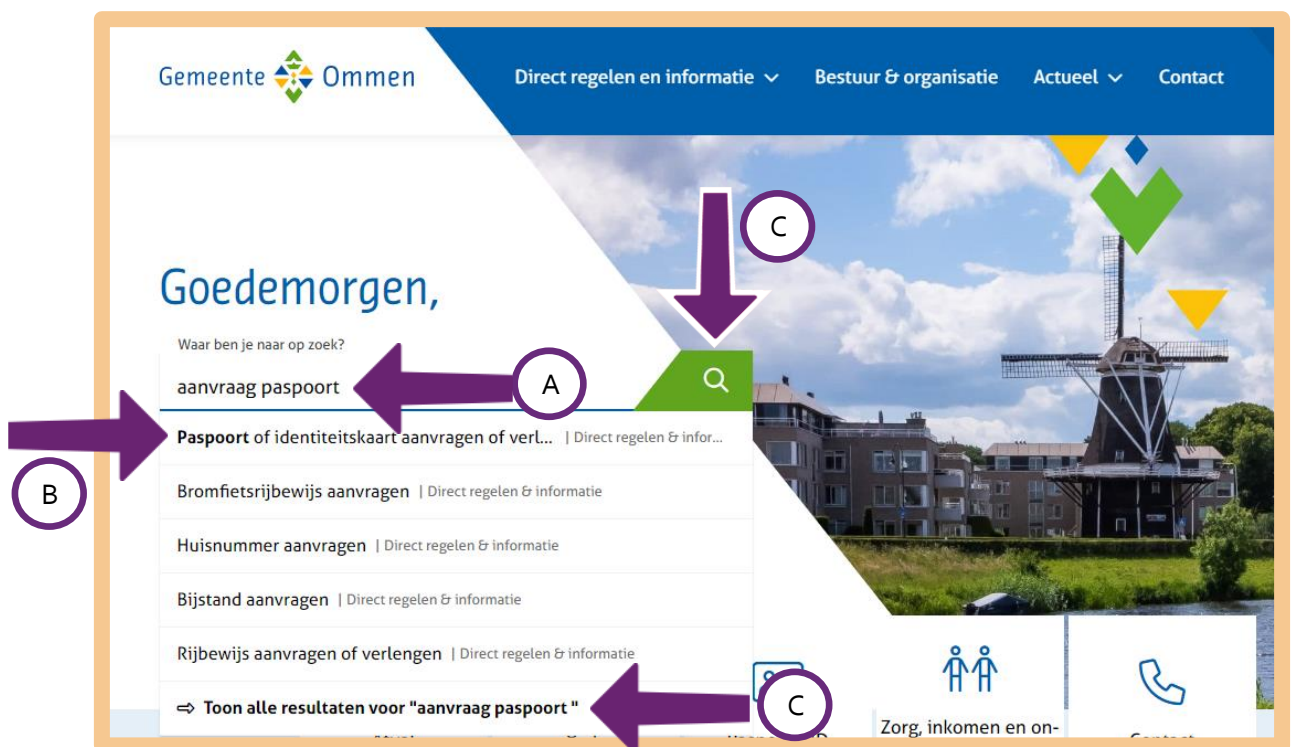 Gemeente Ommen
Direct regelen en informatie Bestuur & organisatie Actueel Contact
C
Goedemorgen,
Waar ben je naar op zoek?
aanvraag paspoort
A
Paspoort of identiteitskaart aanvragen of verl... | Direct regelen & infor...
B
Bromfietsrijbewijs aanvragen | Direct regelen & informatie
Huisnummer aanvragen | Direct regelen & informatie
Bijstand aanvragen | Direct regelen & informatie
Rijbewijs aanvragen of verlengen | Direct regelen & informatie
⇨ Toon alle resultaten voor "aanvraag paspoort "
C
Zorg, inkomen en on-
Contact